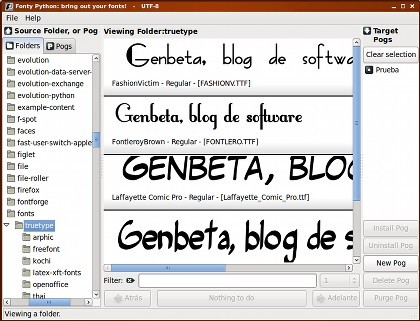 Fonty Python: bring out your fonts! - UTF-8
File Help
Source Folder, or Pog
Folders Pogs
evolution
evolution-data-server-
evolution-exchange
evolution-python
example-content
f-spot
faces
fast-user-switch-apple
figlet
file
file-roller
firefox
fontforge
fonts
truetype
arphic
freefont
kochi
latex-xft-fonts
openoffice
thai
Viewing Folder:truetype
Genbeta, blog de softwa
FashionVictim - Regular - [FASHIONV.TTF]
Genbeta, blog de software
FontleroyBrown - Regular - [FONTLERO.TTF]
GENBETA, BLOG
Laffayette Comic Pro - Regular - [Laffayette_Comic_Pro.ttf]
Genbeta, blog de s
Filter:
1
Atrás Nothing to do Adelante
Target Pogs
Clear selection
Prueba
Install Pog
Uninstall Pog
New Pog
Delete Pog
Purge Pog
Viewing a folder.